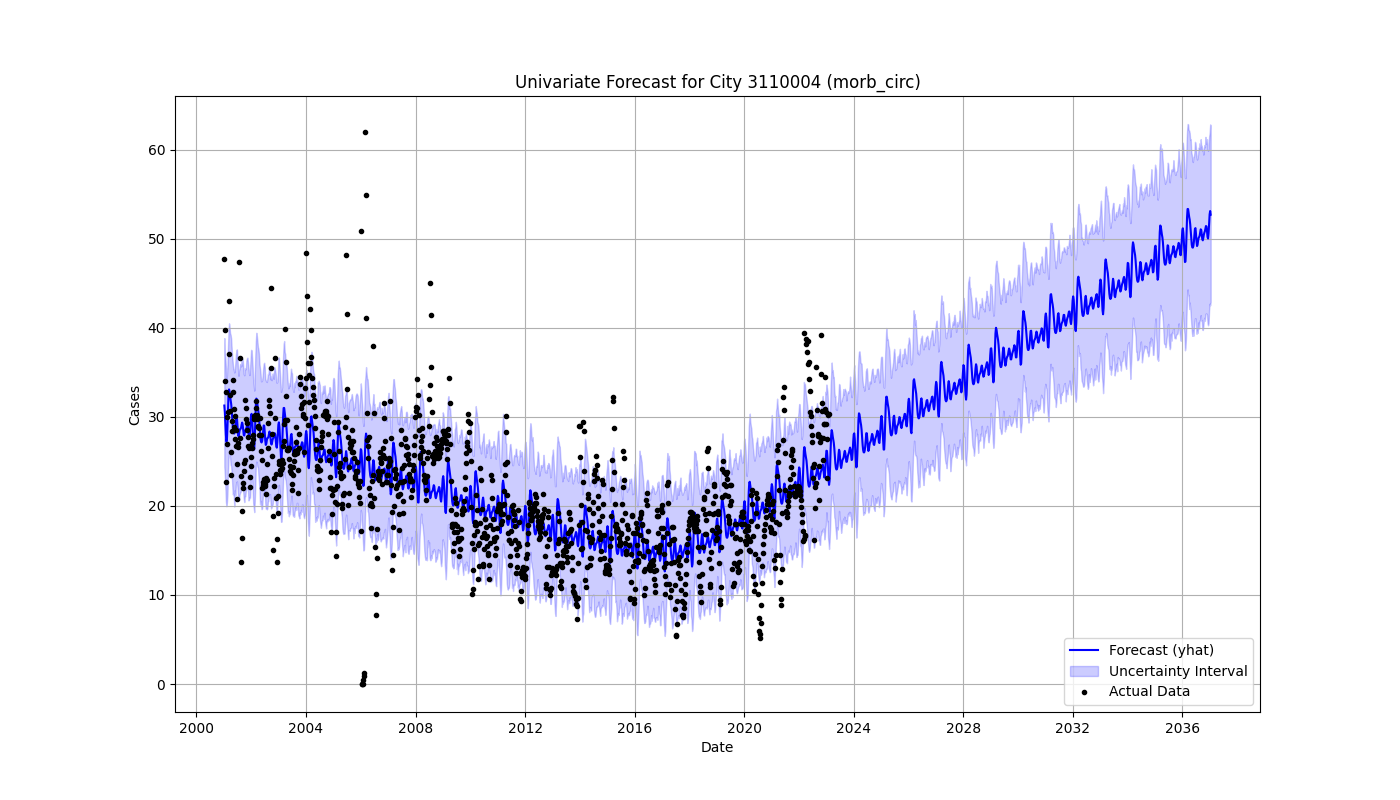 Univariate Forecast for City 3110004 (morb_circ)
60
50
40
30
20
10
0
Cases
2000 2004 2008 2012 2016 2020 2024 2028 2032 2036
Date
Forecast (yhat)
Uncertainty Interval
Actual Data